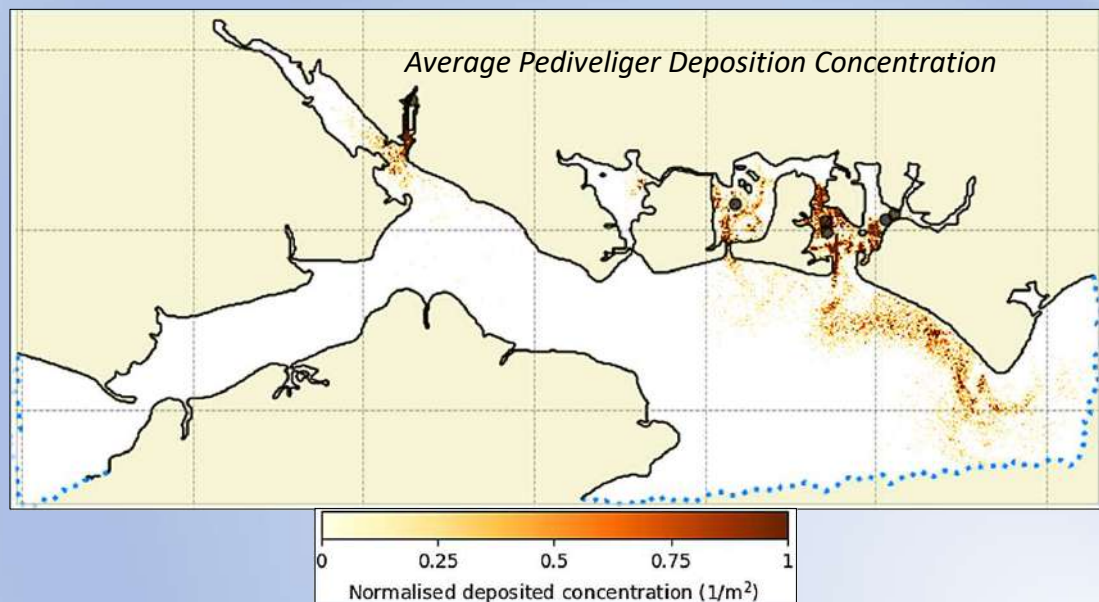 Average Pediveliger Deposition Concentration
0 0.25 0.5 0.75 1
Normalised deposited concentration (1/m²)